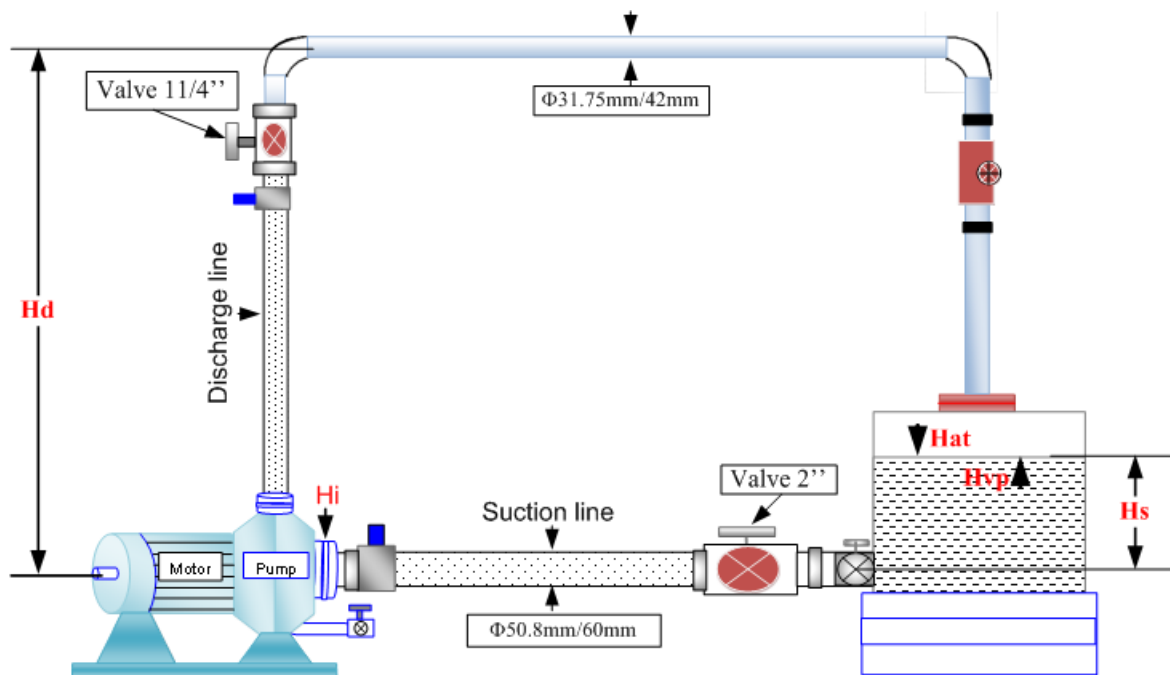 Valve 11/4’’
Φ31.75mm/42mm
Hd
Discharge line
Hat
Hvp
Valve 2’’
Hs
Hi
Suction line
Motor
Pump
Φ50.8mm/60mm